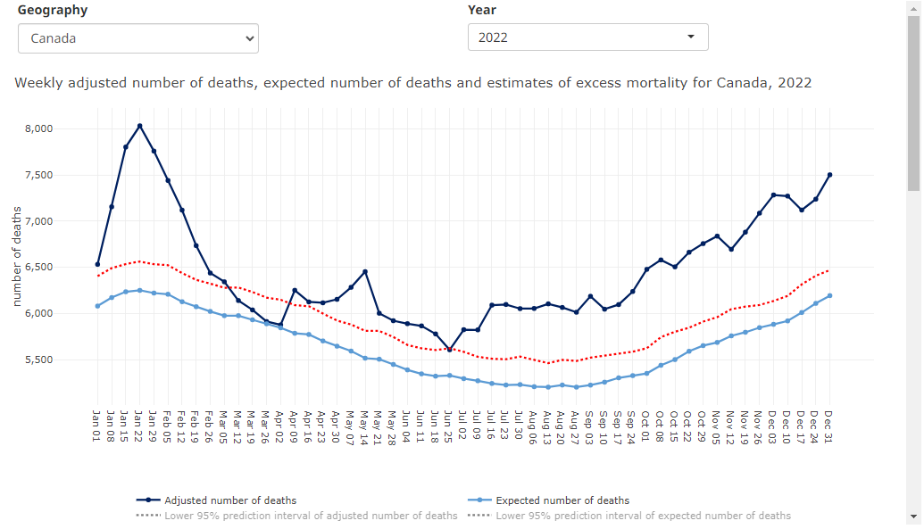 Geography
Year
Canada
2022
Weekly adjusted number of deaths, expected number of deaths and estimates of excess mortality for Canada, 2022
number of deaths
8,000
7,500
7,000
6,500
6,000
5,500
Jan 01
Jan 08
Jan 15
Jan 22
Jan 29
Feb 05
Feb 12
Feb 19
Feb 26
Mar 05
Mar 12
Mar 19
Mar 26
Apr 02
Apr 09
Apr 16
Apr 23
Apr 30
May 07
May 14
May 21
May 28
Jun 04
Jun 11
Jun 18
Jun 25
Jul 02
Jul 09
Jul 16
Jul 23
Jul 30
Aug 06
Aug 13
Aug 20
Aug 27
Sep 03
Sep 10
Sep 17
Sep 24
Oct 01
Oct 08
Oct 15
Oct 22
Oct 29
Nov 05
Nov 12
Nov 19
Nov 26
Dec 03
Dec 10
Dec 17
Dec 24
Dec 31
Adjusted number of deaths
Expected number of deaths
Lower 95% prediction interval of adjusted number of deaths
Lower 95% prediction interval of expected number of deaths